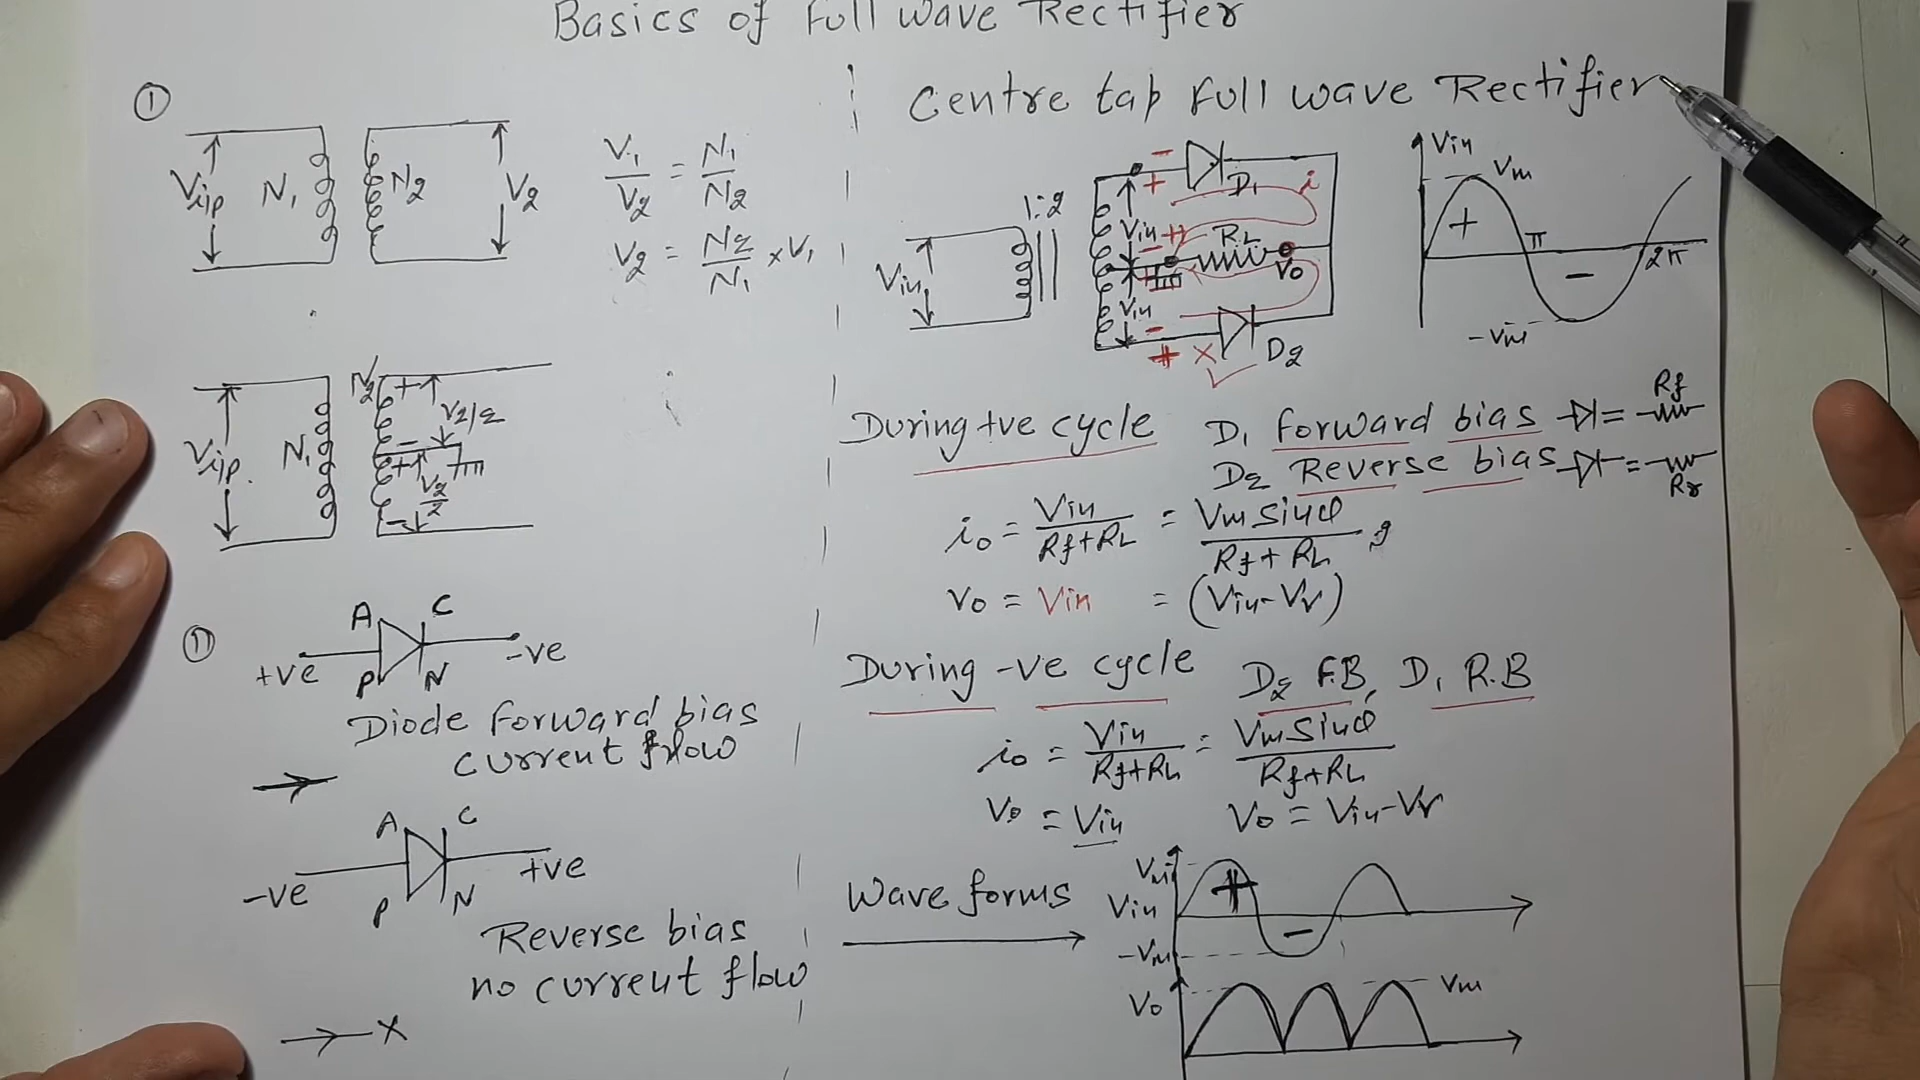 Basics of Full Wave Rectifier
①
Vi/p N1 N2 V2
V1/V2 = N1/N2
V2 = N2/N1 × V1
Vi/p N1 N2 + V2/2 -
+ V2/2 -
⑪
A C
+ve P N -ve
Diode forward bias
current flow
A C
-ve P N +ve
Reverse bias
no current flow
→ X
Centre tap Full wave Rectifier
1:2
Vin
- + D1 i
Vin - + RL Vo
+ Vin
- + X ✓ D2
Vin
Vm
+ π - 2π
-Vm
During +ve cycle D1 forward bias = Rf
D2 Reverse bias = Rr
io = Vin/(Rf+RL) = Vm sinφ/(Rf+RL)
Vo = Vin = (Vin-Vr)
During -ve cycle D2 F.B, D1 R.B
io = Vin/(Rf+RL) = Vm sinφ/(Rf+RL)
Vo = Vin Vo = Vin-Vr
Wave forms
Vm
Vin + -
-Vm
Vo Vm